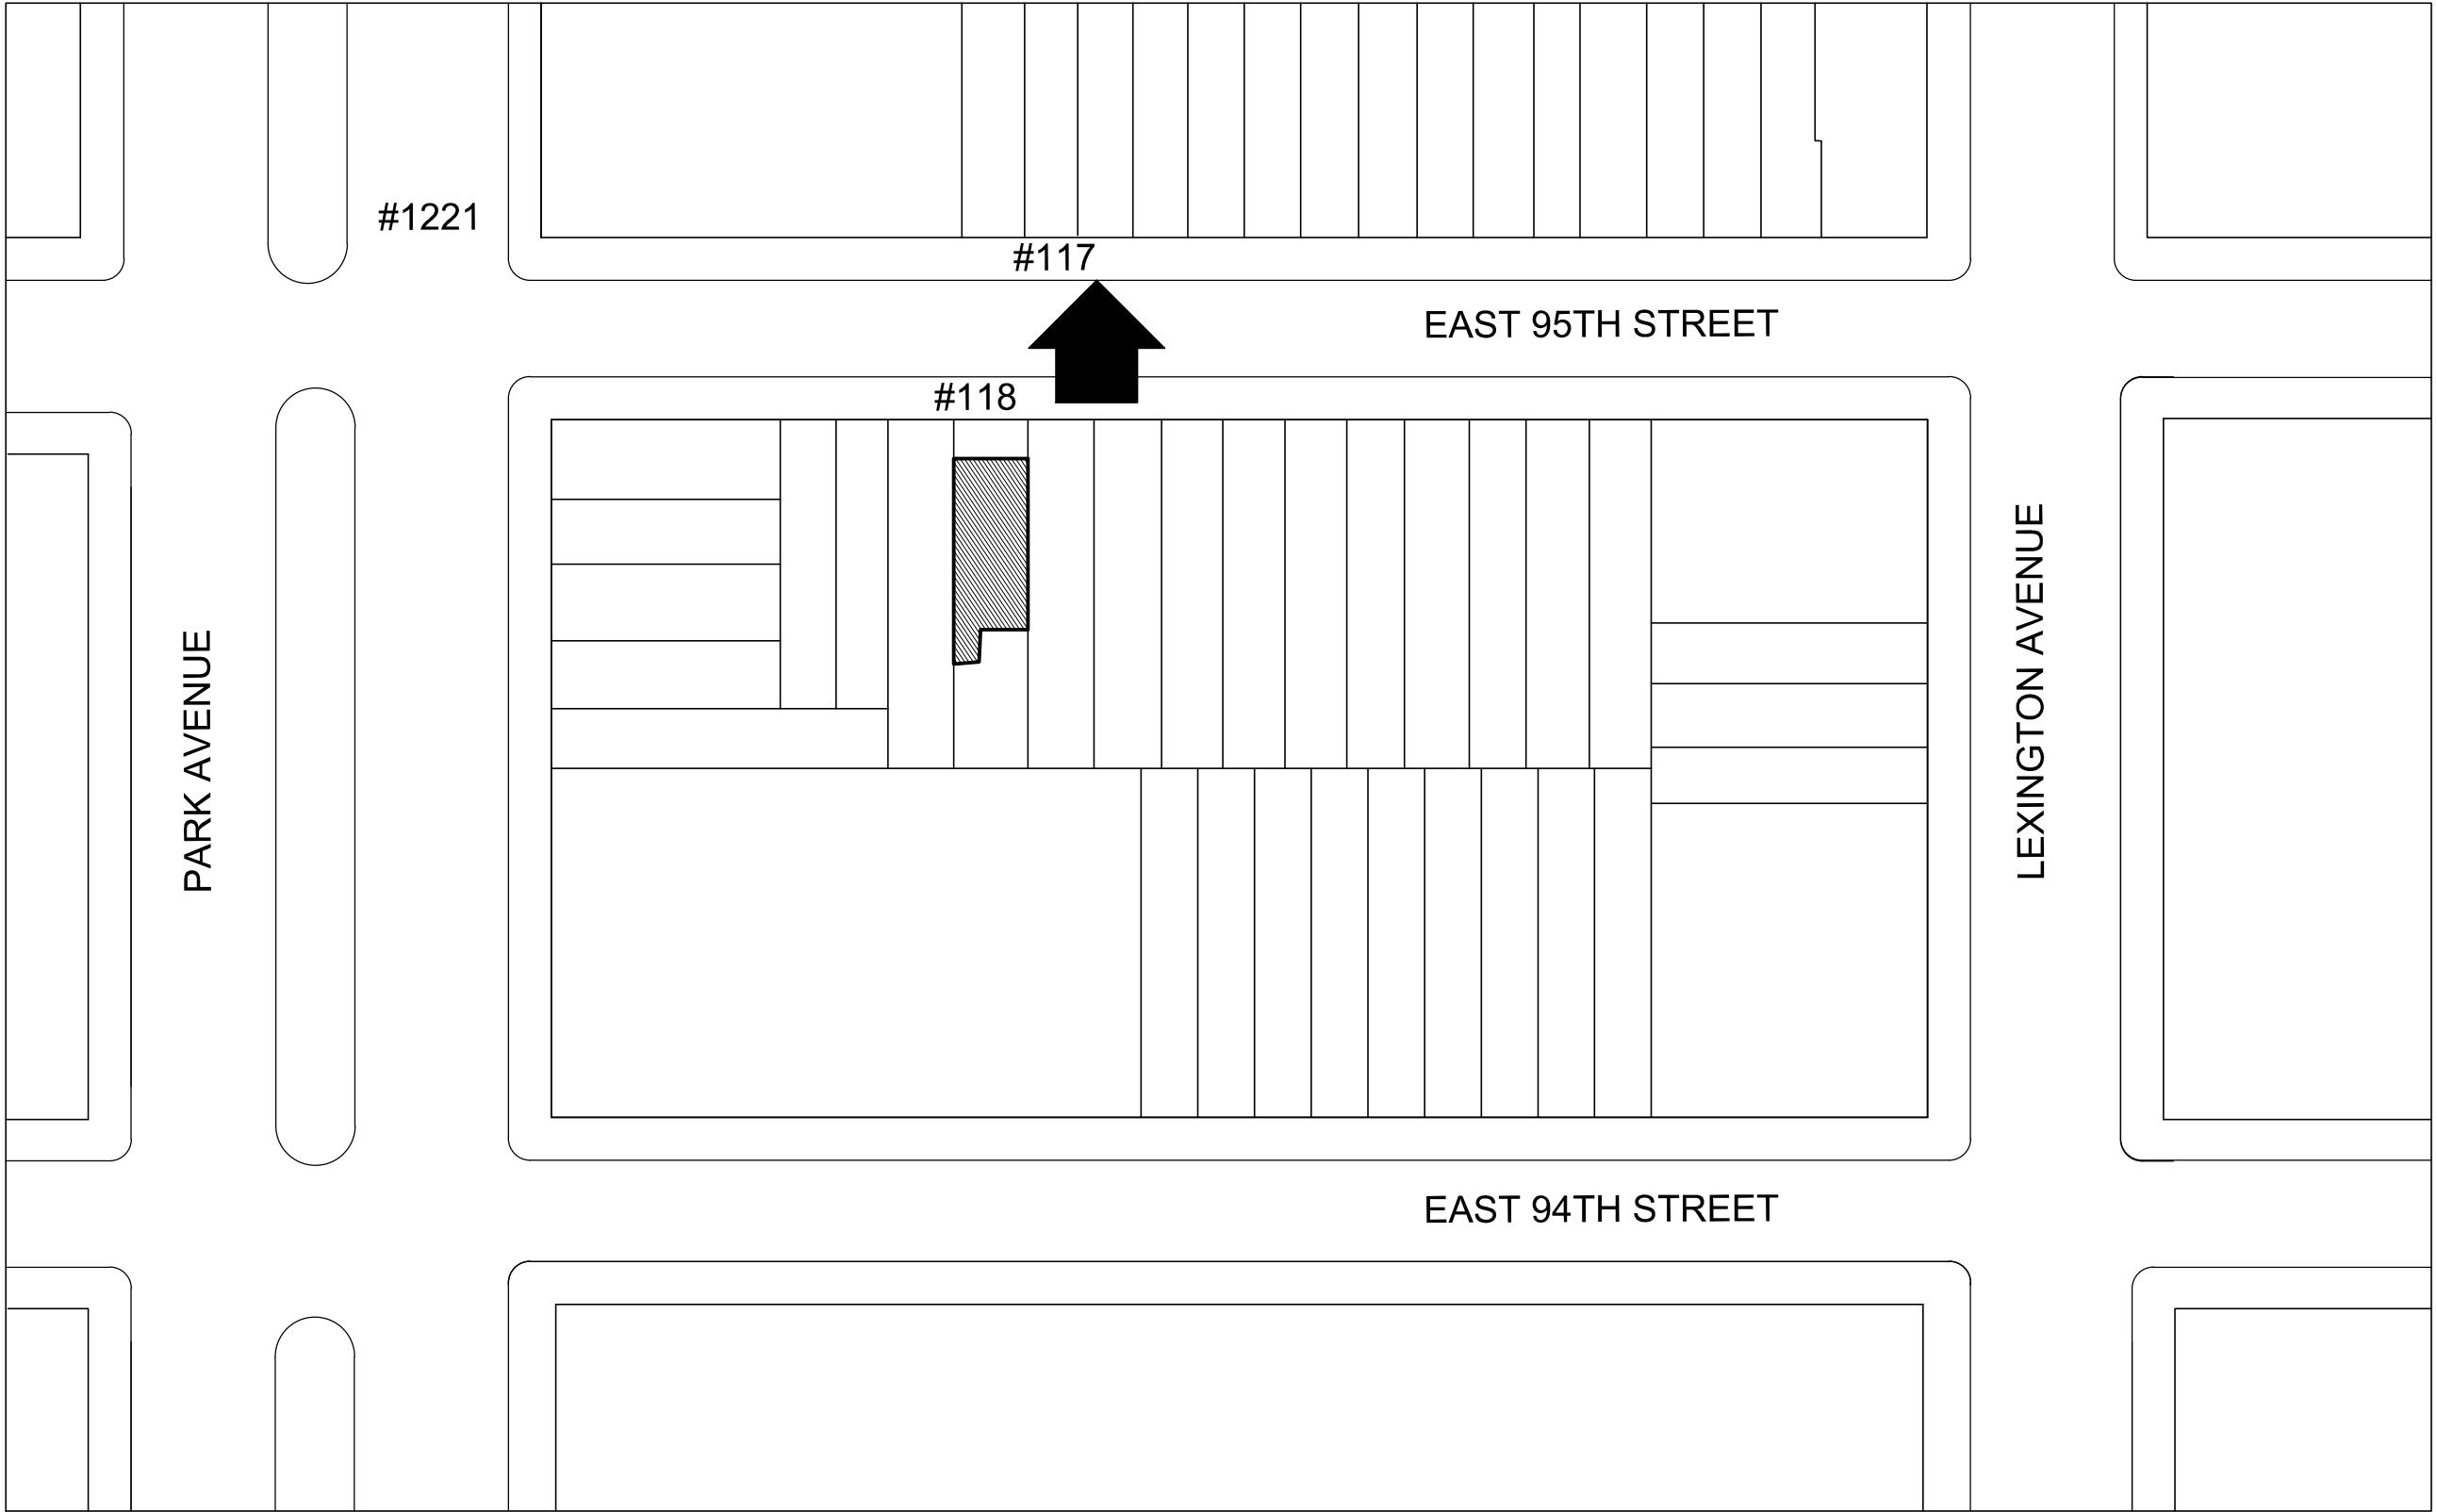 #1221
#117
EAST 95TH STREET
#118
PARK AVENUE
LEXINGTON AVENUE
EAST 94TH STREET